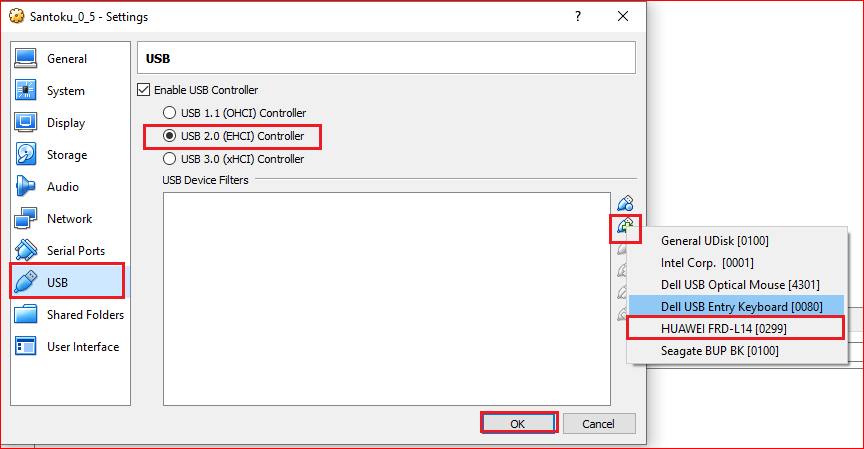 Santoku_0_5 - Settings
?
General
System
Display
Storage
Audio
Network
Serial Ports
USB
Shared Folders
User Interface
USB
Enable USB Controller
USB 1.1 (OHCI) Controller
USB 2.0 (EHCI) Controller
USB 3.0 (xHCI) Controller
USB Device Filters
General UDisk [0100]
Intel Corp. [0001]
Dell USB Optical Mouse [4301]
Dell USB Entry Keyboard [0080]
HUAWEI FRD-L14 [0299]
Seagate BUP BK [0100]
OK
Cancel